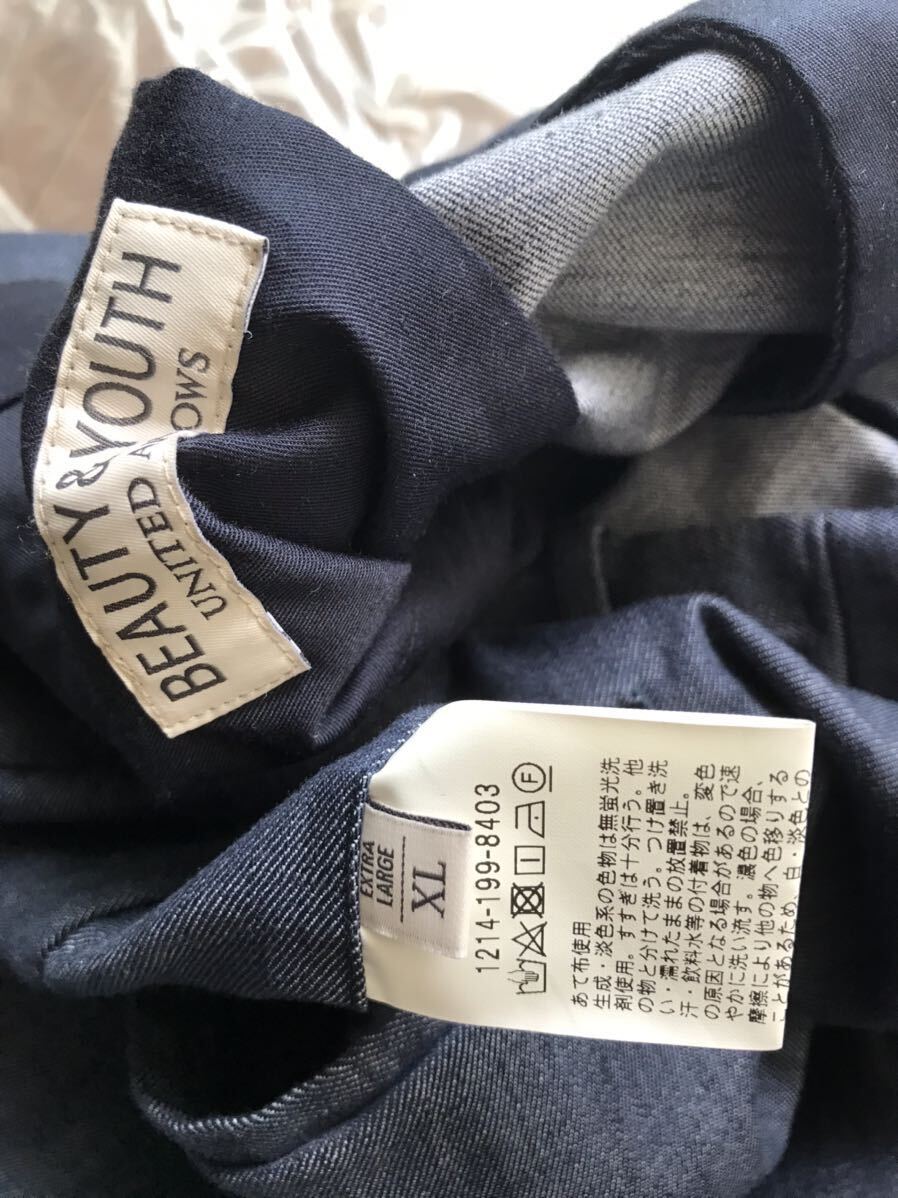 BEAUTY & YOUTH
UNITED ARROWS
EXTRA
LARGE
XL
1214-199-8403
F
あて布使用
生成・淡色系の色物は無蛍光洗
剤使用。すすぎは十分行う。他
の物と分けて洗う。つけ置き洗
い・濡れたままの放置禁止。
汗・飲料水等の付着物は、変色
の原因となる場合があるので速
やかに洗い流す。濃色の場合、
摩擦により他の物へ色移りする
ことがあるため、白・淡色との